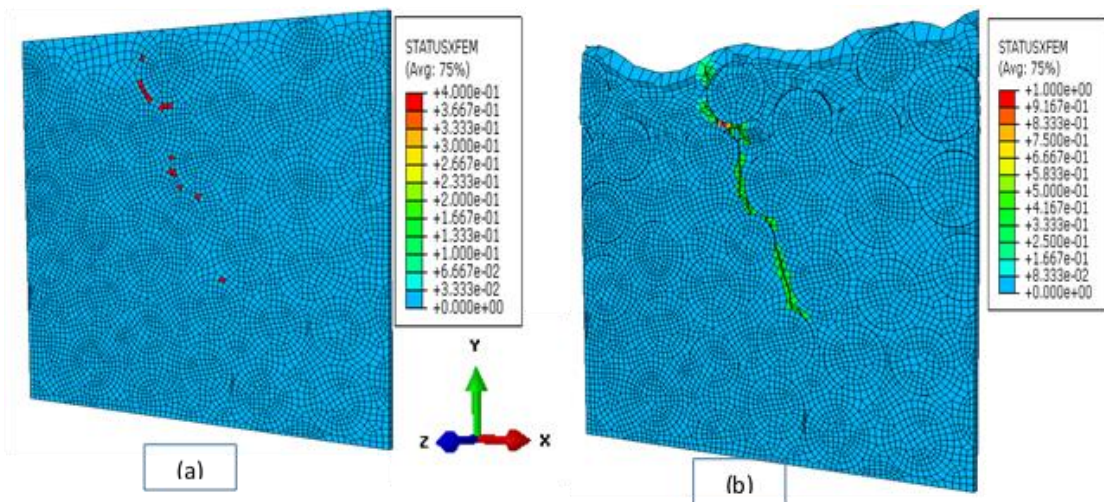 STATUSXFEM
(Avg: 75%)
+4.000e-01
+3.667e-01
+3.333e-01
+3.000e-01
+2.667e-01
+2.333e-01
+2.000e-01
+1.667e-01
+1.333e-01
+1.000e-01
+6.667e-02
+3.333e-02
+0.000e+00
STATUSXFEM
(Avg: 75%)
+1.000e+00
+9.167e-01
+8.333e-01
+7.500e-01
+6.667e-01
+5.833e-01
+5.000e-01
+4.167e-01
+3.333e-01
+2.500e-01
+1.667e-01
+8.333e-02
+0.000e+00
Y
Z
X
(a)
(b)